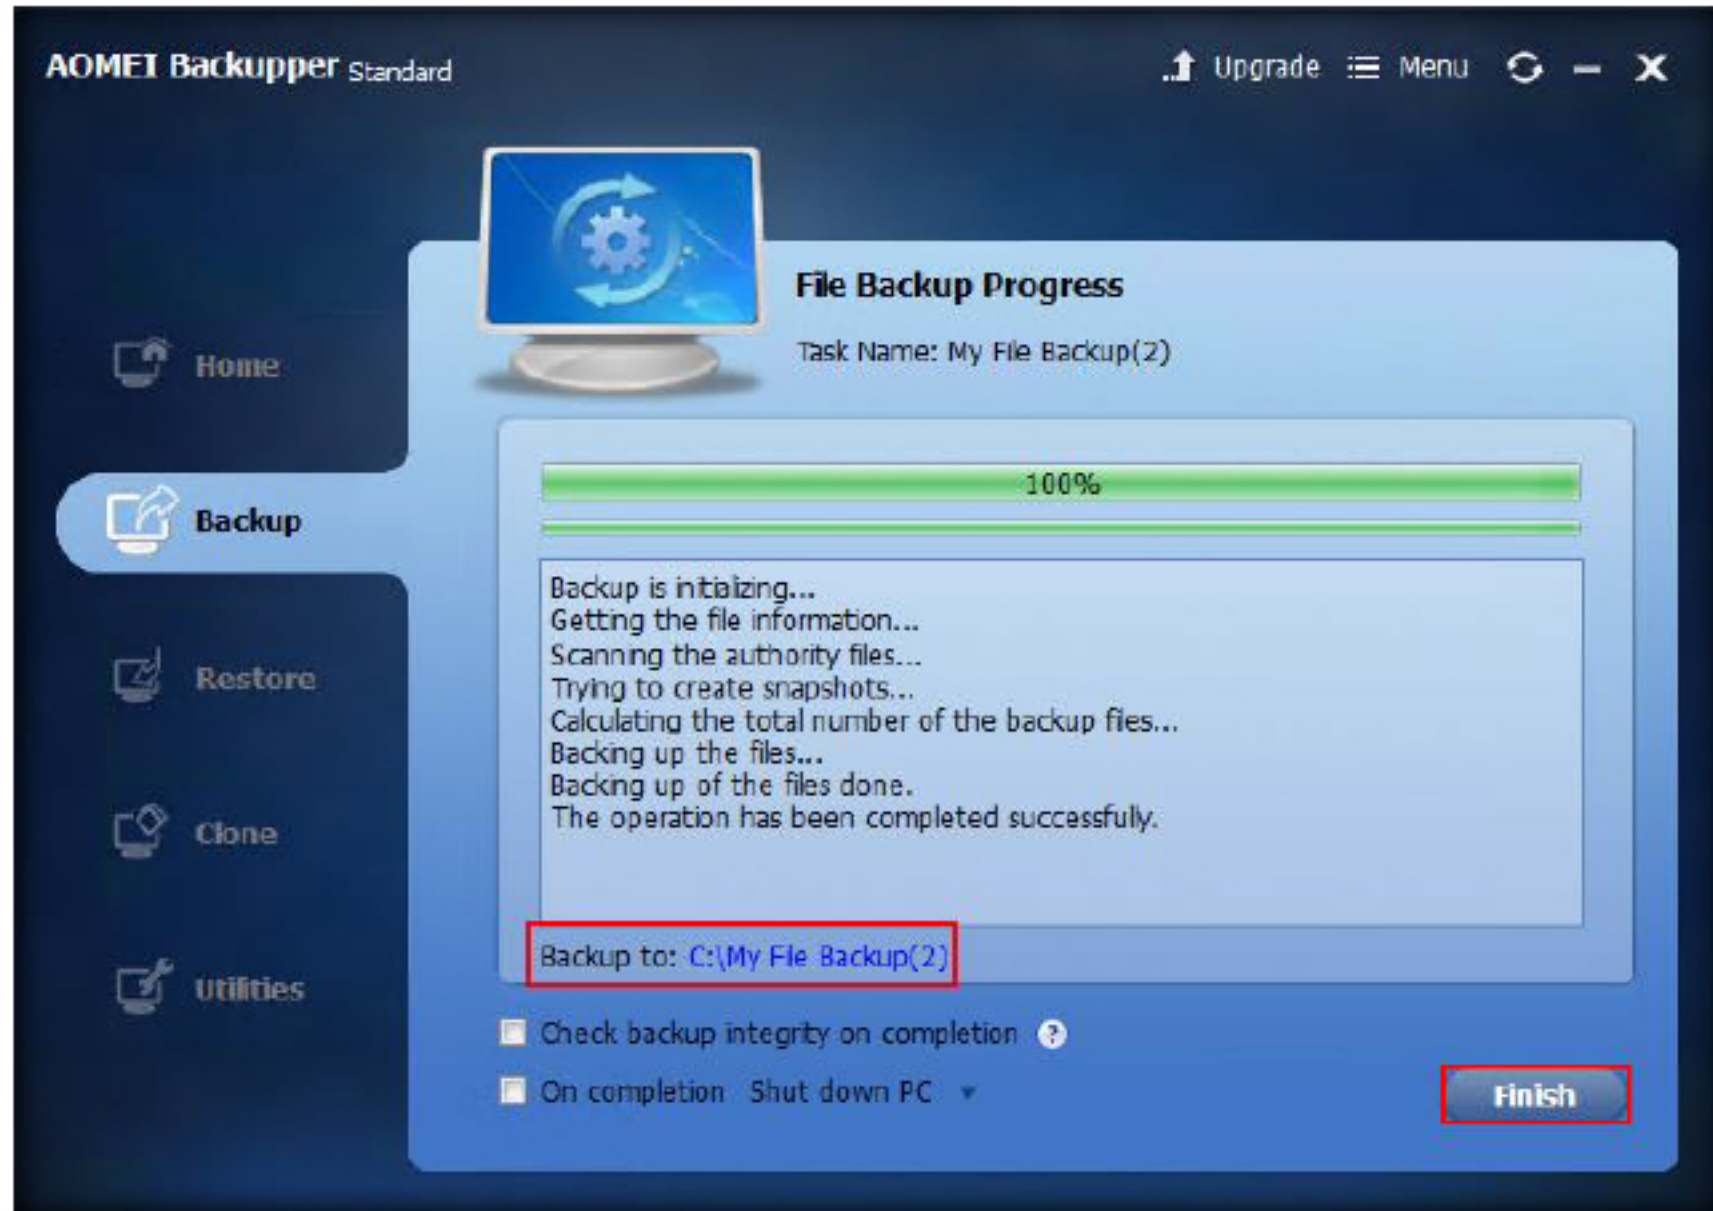 AOMEI Backupper Standard
Upgrade Menu
File Backup Progress
Task Name: My File Backup(2)
Home
100%
Backup
Backup is initializing...
Getting the file information...
Scanning the authority files...
Trying to create snapshots...
Calculating the total number of the backup files...
Backing up the files...
Backing up of the files done.
The operation has been completed successfully.
Restore
Clone
Utilities
Backup to: C:\My File Backup(2)
Check backup integrity on completion ?
On completion Shut down PC
Finish